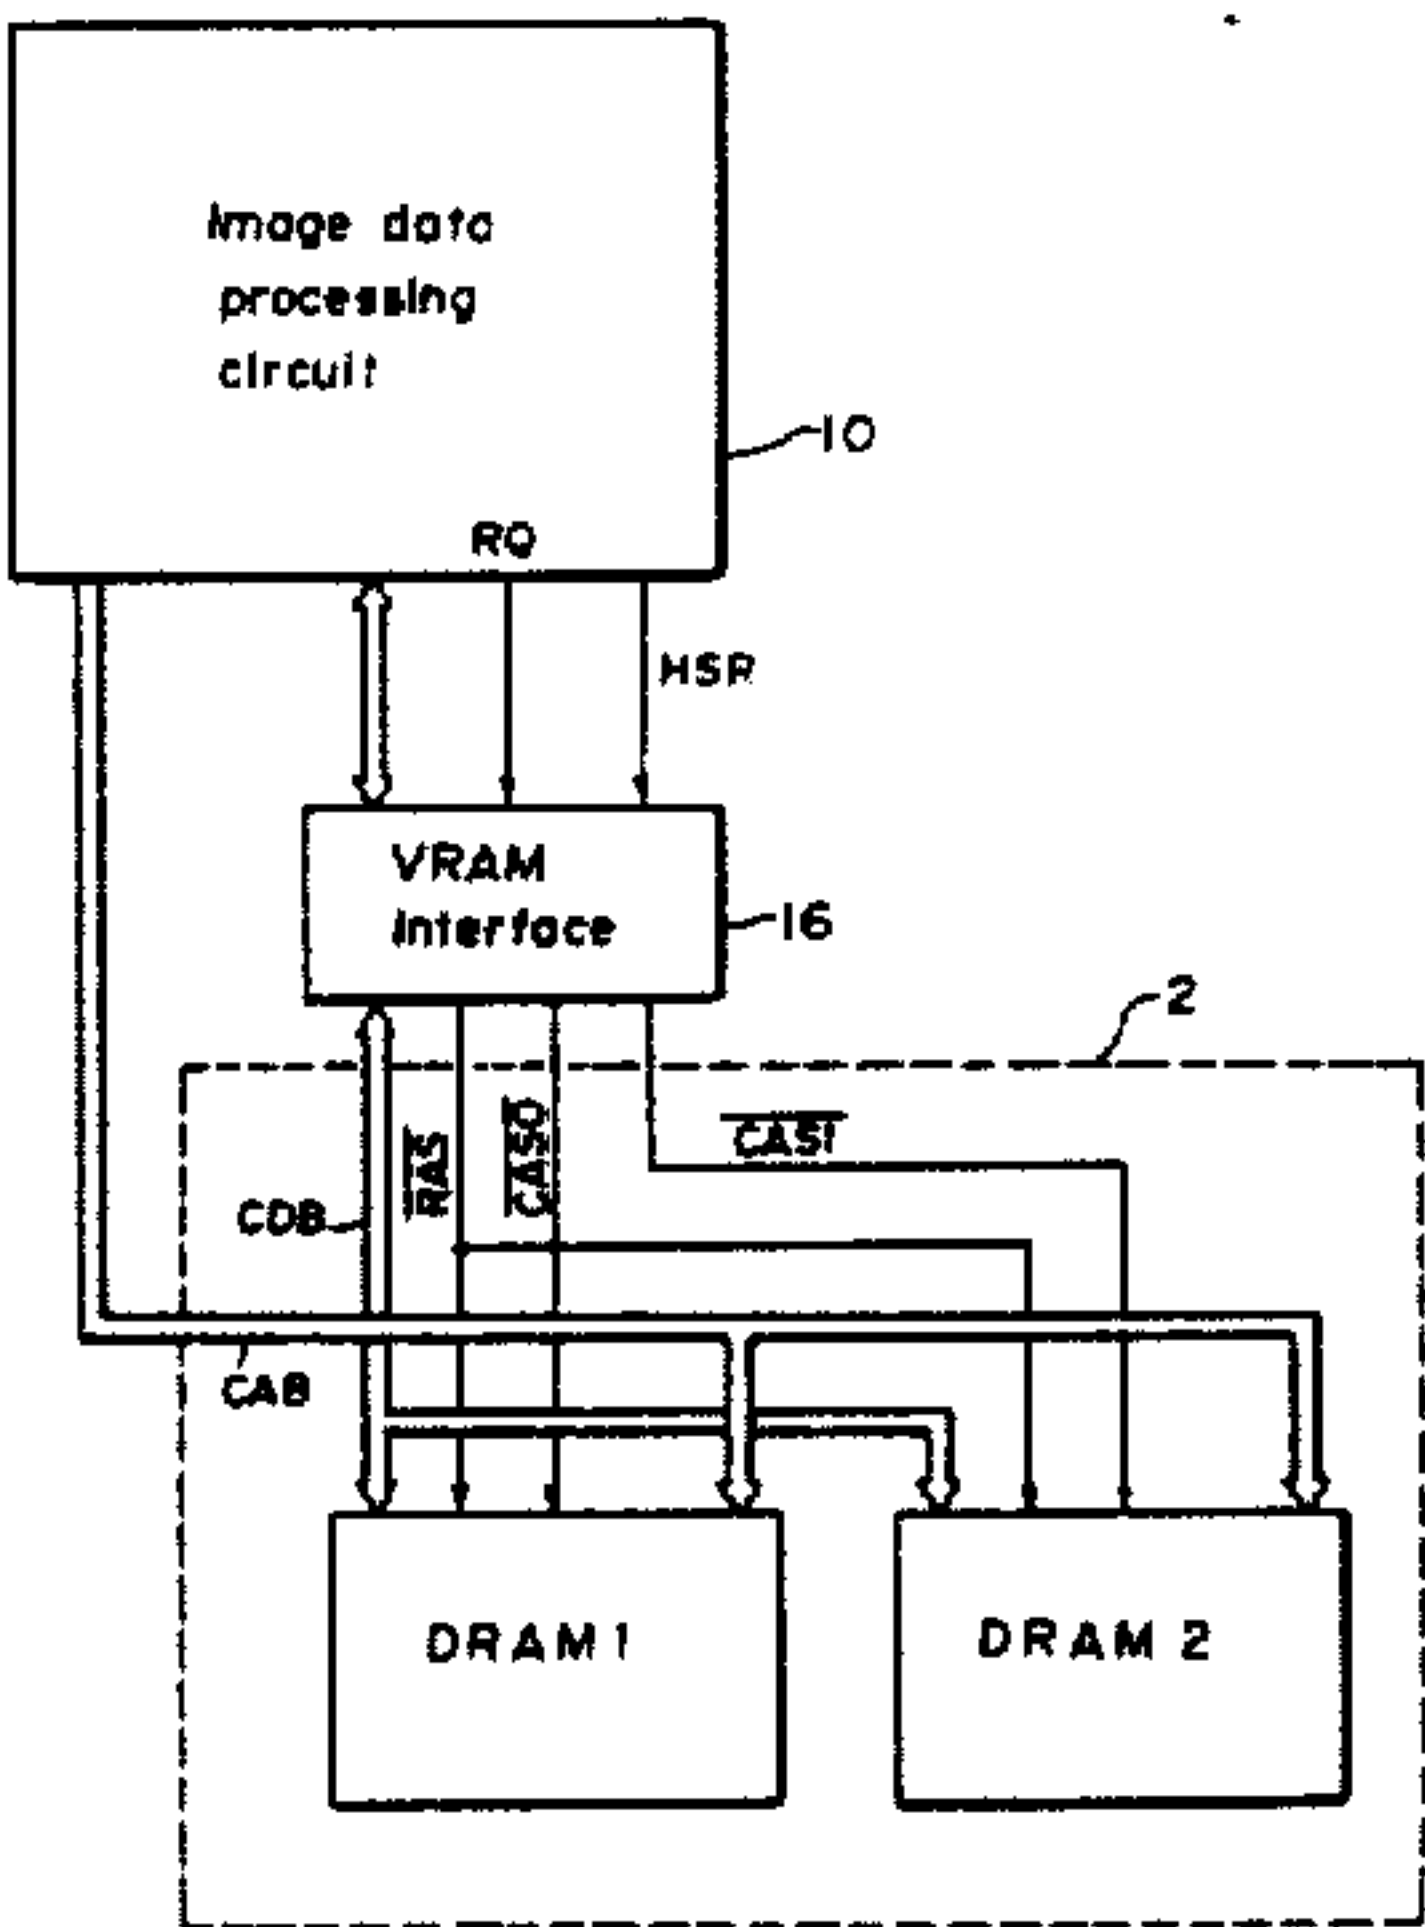 Image data
processing
circuit
10
RQ
HSR
VRAM
Interface
16
2
RAS
CAS0
CAS1
CDB
CAB
DRAM 1
DRAM 2